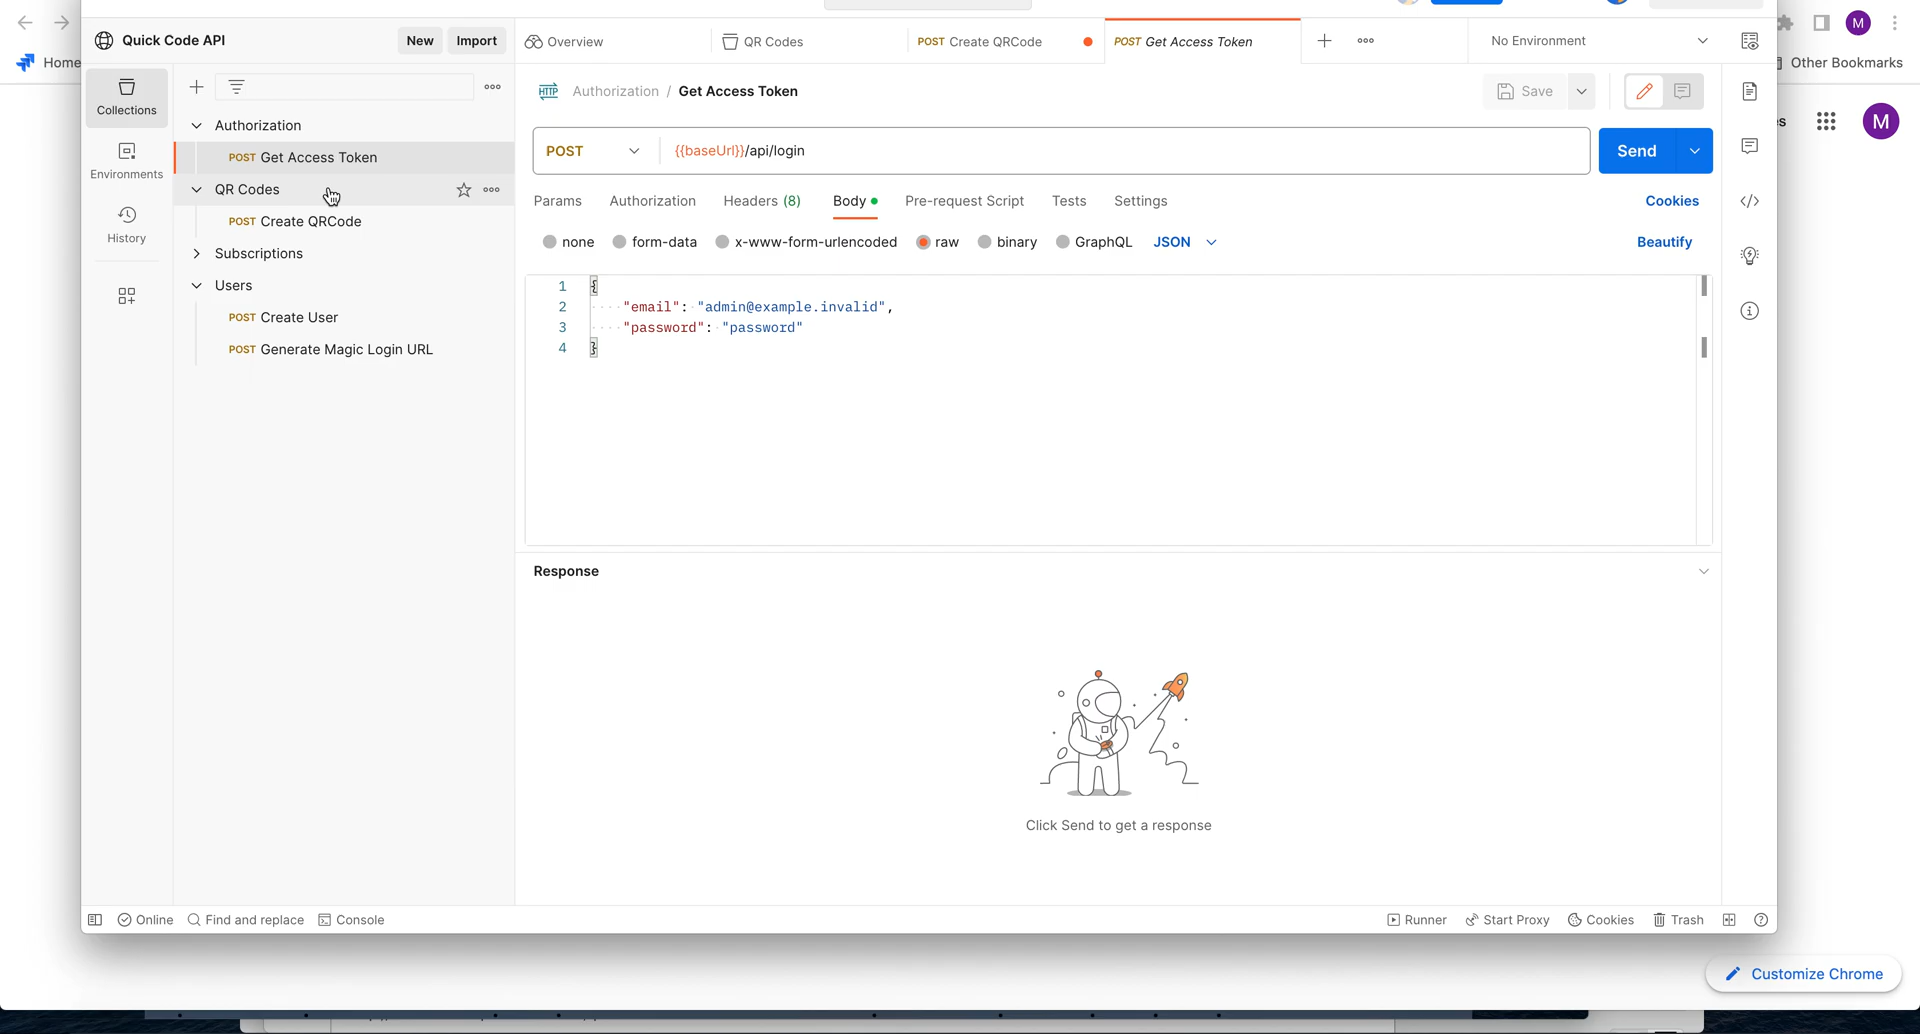 Quick Code API
New
Import
Overview
QR Codes
POST Create QRCode
POST Get Access Token
No Environment
Home
Other Bookmarks
M
Collections
Environments
History
Authorization
POST Get Access Token
QR Codes
POST Create QRCode
Subscriptions
Users
POST Create User
POST Generate Magic Login URL
HTTP Authorization / Get Access Token
Save
es
M
POST
{{baseUrl}}/api/login
Send
Params
Authorization
Headers (8)
Body
Pre-request Script
Tests
Settings
Cookies
none
form-data
x-www-form-urlencoded
raw
binary
GraphQL
JSON
Beautify
1 {
2 "email": "admin@example.invalid",
3 "password": "password"
4 }
Response
Click Send to get a response
Online
Find and replace
Console
Runner
Start Proxy
Cookies
Trash
Customize Chrome